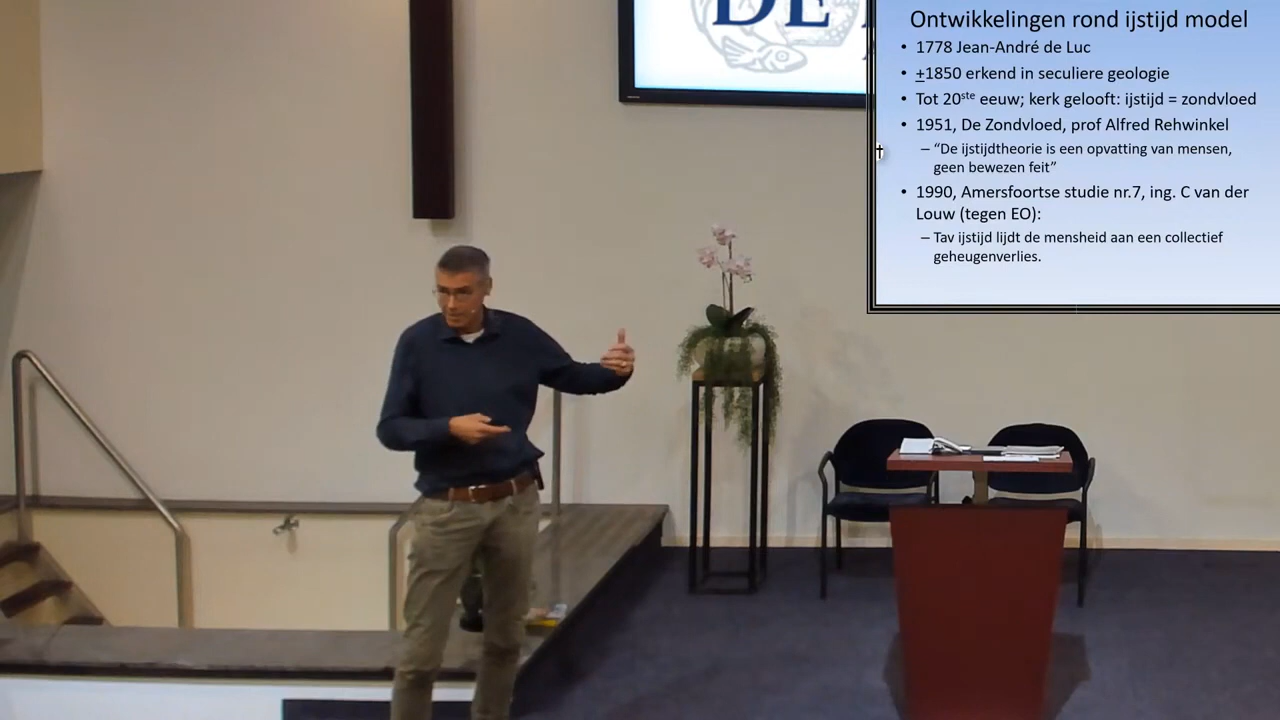 DE
Ontwikkelingen rond ijstijd model
• 1778 Jean-André de Luc
• ±1850 erkend in seculiere geologie
• Tot 20ste eeuw; kerk gelooft: ijstijd = zondvloed
• 1951, De Zondvloed, prof Alfred Rehwinkel
– “De ijstijdtheorie is een opvatting van mensen,
geen bewezen feit”
• 1990, Amersfoortse studie nr.7, ing. C van der
Louw (tegen EO):
– Tav ijstijd lijdt de mensheid aan een collectief
geheugenverlies.